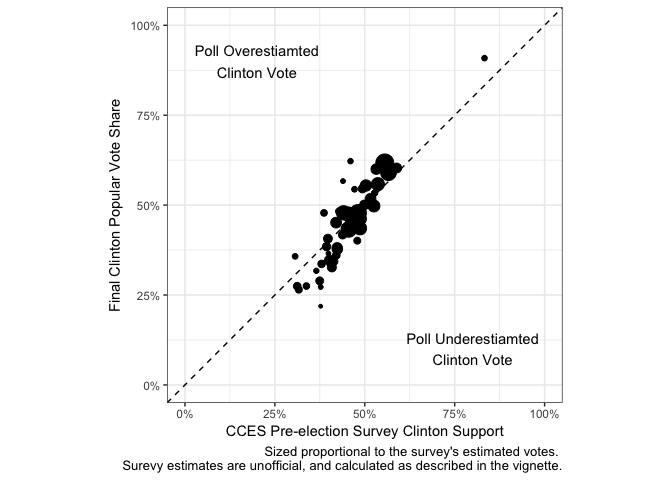 100%
75%
50%
25%
0%
Final Clinton Popular Vote Share
Poll Overestiamted
Clinton Vote
Poll Underestiamted
Clinton Vote
0%
25%
50%
75%
100%
CCES Pre-election Survey Clinton Support
Sized proportional to the survey's estimated votes.
Surevy estimates are unofficial, and calculated as described in the vignette.